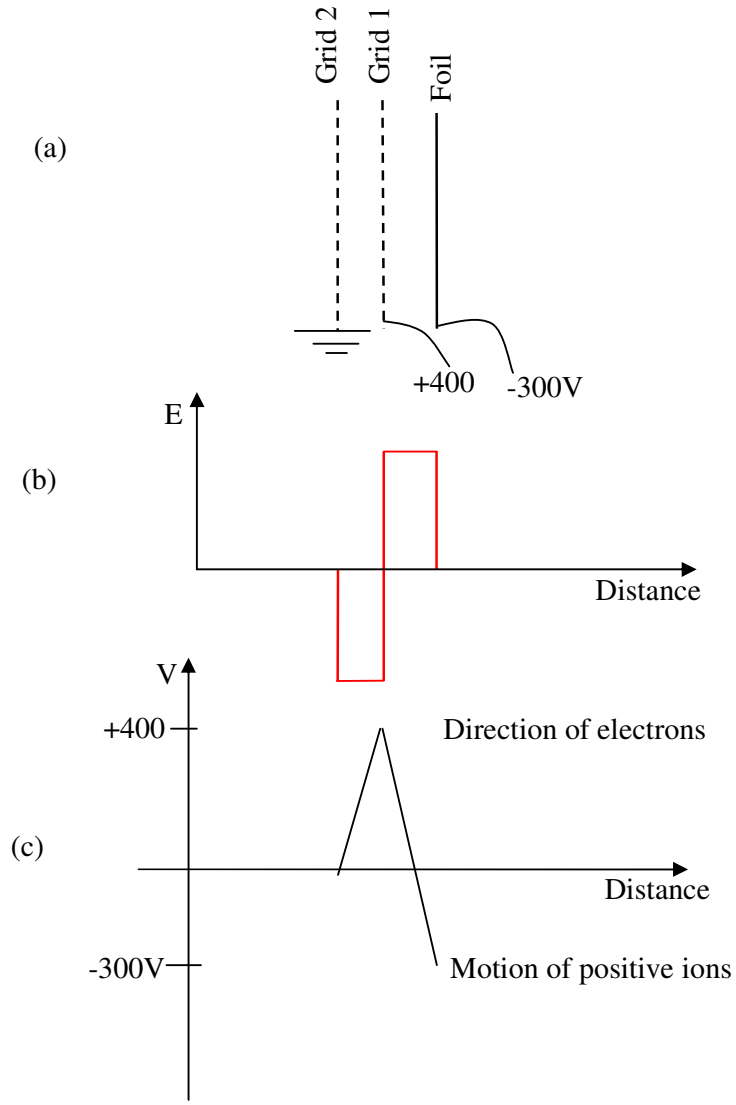 Grid 2
Grid 1
Foil
(a)
+400
-300V
E
(b)
Distance
V
+400
Direction of electrons
(c)
Distance
-300V
Motion of positive ions